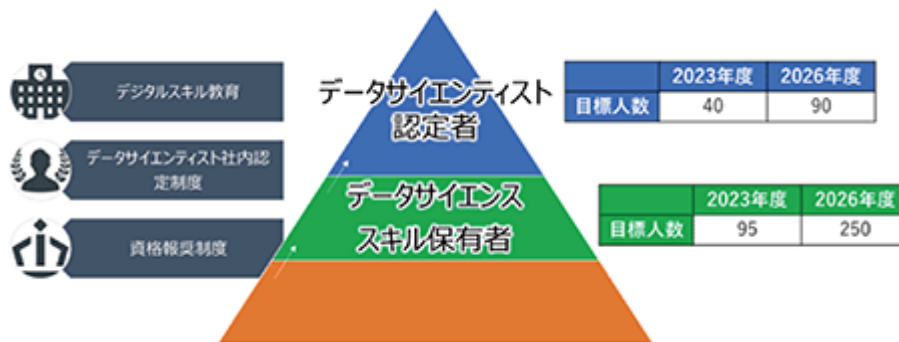 デジタルスキル教育
データサイエンティスト社内認
定制度
資格報奨制度
データサイエンティスト
認定者
データサイエンス
スキル保有者
2023年度 2026年度
目標人数 40 90
2023年度 2026年度
目標人数 95 250